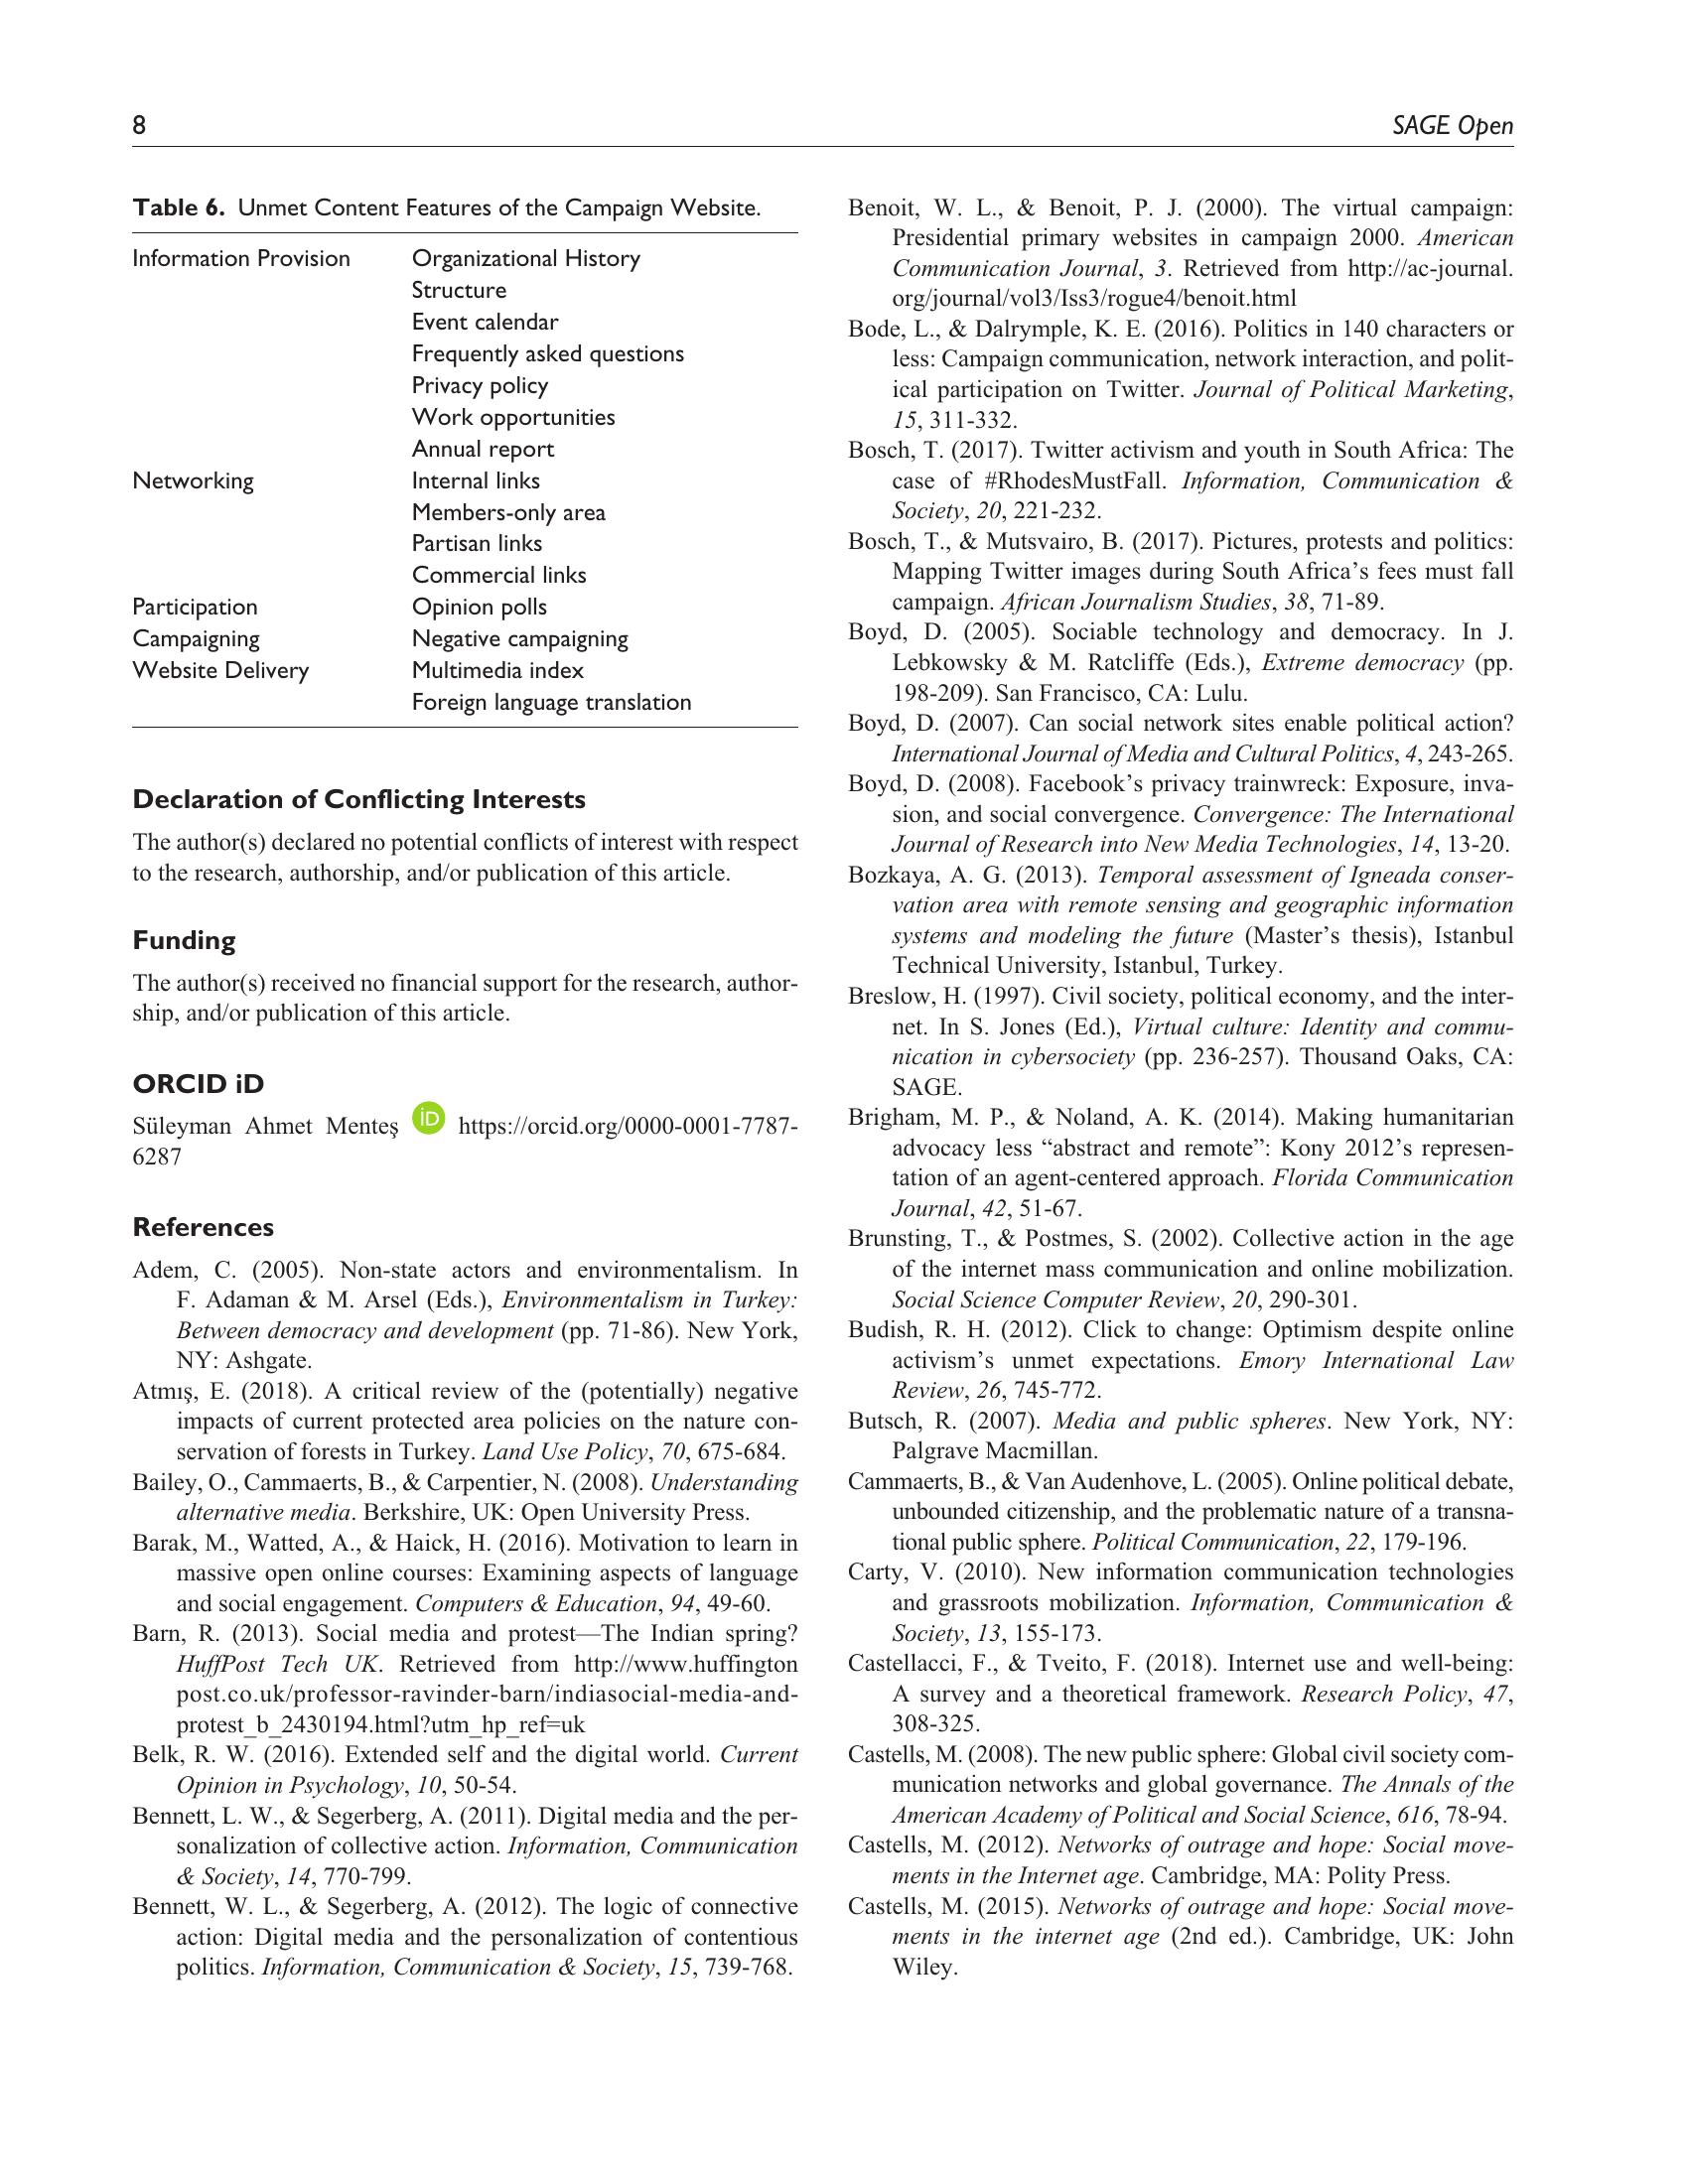 8
SAGE Open
Table 6. Unmet Content Features of the Campaign Website.
Information Provision Organizational History
Structure
Event calendar
Frequently asked questions
Privacy policy
Work opportunities
Annual report
Networking Internal links
Members-only area
Partisan links
Commercial links
Participation Opinion polls
Campaigning Negative campaigning
Website Delivery Multimedia index
Foreign language translation
Declaration of Conflicting Interests
The author(s) declared no potential conflicts of interest with respect
to the research, authorship, and/or publication of this article.
Funding
The author(s) received no financial support for the research, author-
ship, and/or publication of this article.
ORCID iD
Süleyman Ahmet Menteş iD https://orcid.org/0000-0001-7787-
6287
References
Adem, C. (2005). Non-state actors and environmentalism. In
F. Adaman & M. Arsel (Eds.), Environmentalism in Turkey:
Between democracy and development (pp. 71-86). New York,
NY: Ashgate.
Atmış, E. (2018). A critical review of the (potentially) negative
impacts of current protected area policies on the nature con-
servation of forests in Turkey. Land Use Policy, 70, 675-684.
Bailey, O., Cammaerts, B., & Carpentier, N. (2008). Understanding
alternative media. Berkshire, UK: Open University Press.
Barak, M., Watted, A., & Haick, H. (2016). Motivation to learn in
massive open online courses: Examining aspects of language
and social engagement. Computers & Education, 94, 49-60.
Barn, R. (2013). Social media and protest—The Indian spring?
HuffPost Tech UK. Retrieved from http://www.huffington
post.co.uk/professor-ravinder-barn/indiasocial-media-and-
protest_b_2430194.html?utm_hp_ref=uk
Belk, R. W. (2016). Extended self and the digital world. Current
Opinion in Psychology, 10, 50-54.
Bennett, L. W., & Segerberg, A. (2011). Digital media and the per-
sonalization of collective action. Information, Communication
& Society, 14, 770-799.
Bennett, W. L., & Segerberg, A. (2012). The logic of connective
action: Digital media and the personalization of contentious
politics. Information, Communication & Society, 15, 739-768.
Benoit, W. L., & Benoit, P. J. (2000). The virtual campaign:
Presidential primary websites in campaign 2000. American
Communication Journal, 3. Retrieved from http://ac-journal.
org/journal/vol3/Iss3/rogue4/benoit.html
Bode, L., & Dalrymple, K. E. (2016). Politics in 140 characters or
less: Campaign communication, network interaction, and polit-
ical participation on Twitter. Journal of Political Marketing,
15, 311-332.
Bosch, T. (2017). Twitter activism and youth in South Africa: The
case of #RhodesMustFall. Information, Communication &
Society, 20, 221-232.
Bosch, T., & Mutsvairo, B. (2017). Pictures, protests and politics:
Mapping Twitter images during South Africa’s fees must fall
campaign. African Journalism Studies, 38, 71-89.
Boyd, D. (2005). Sociable technology and democracy. In J.
Lebkowsky & M. Ratcliffe (Eds.), Extreme democracy (pp.
198-209). San Francisco, CA: Lulu.
Boyd, D. (2007). Can social network sites enable political action?
International Journal of Media and Cultural Politics, 4, 243-265.
Boyd, D. (2008). Facebook’s privacy trainwreck: Exposure, inva-
sion, and social convergence. Convergence: The International
Journal of Research into New Media Technologies, 14, 13-20.
Bozkaya, A. G. (2013). Temporal assessment of Igneada conser-
vation area with remote sensing and geographic information
systems and modeling the future (Master’s thesis), Istanbul
Technical University, Istanbul, Turkey.
Breslow, H. (1997). Civil society, political economy, and the inter-
net. In S. Jones (Ed.), Virtual culture: Identity and commu-
nication in cybersociety (pp. 236-257). Thousand Oaks, CA:
SAGE.
Brigham, M. P., & Noland, A. K. (2014). Making humanitarian
advocacy less “abstract and remote”: Kony 2012’s represen-
tation of an agent-centered approach. Florida Communication
Journal, 42, 51-67.
Brunsting, T., & Postmes, S. (2002). Collective action in the age
of the internet mass communication and online mobilization.
Social Science Computer Review, 20, 290-301.
Budish, R. H. (2012). Click to change: Optimism despite online
activism’s unmet expectations. Emory International Law
Review, 26, 745-772.
Butsch, R. (2007). Media and public spheres. New York, NY:
Palgrave Macmillan.
Cammaerts, B., & Van Audenhove, L. (2005). Online political debate,
unbounded citizenship, and the problematic nature of a transna-
tional public sphere. Political Communication, 22, 179-196.
Carty, V. (2010). New information communication technologies
and grassroots mobilization. Information, Communication &
Society, 13, 155-173.
Castellacci, F., & Tveito, F. (2018). Internet use and well-being:
A survey and a theoretical framework. Research Policy, 47,
308-325.
Castells, M. (2008). The new public sphere: Global civil society com-
munication networks and global governance. The Annals of the
American Academy of Political and Social Science, 616, 78-94.
Castells, M. (2012). Networks of outrage and hope: Social move-
ments in the Internet age. Cambridge, MA: Polity Press.
Castells, M. (2015). Networks of outrage and hope: Social move-
ments in the internet age (2nd ed.). Cambridge, UK: John
Wiley.